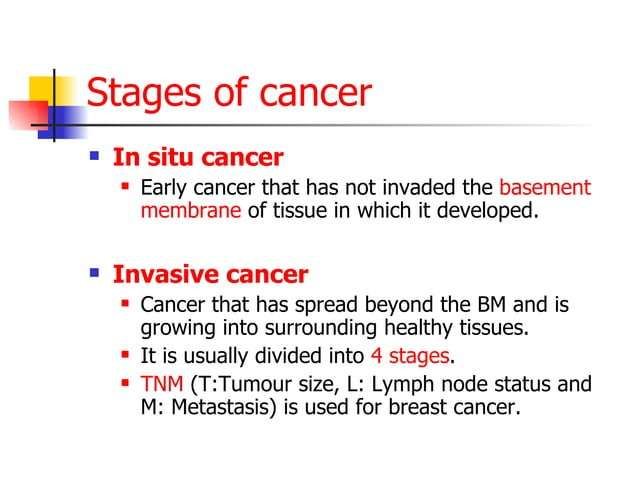 Stages of cancer
In situ cancer
Early cancer that has not invaded the basement
membrane of tissue in which it developed.
Invasive cancer
Cancer that has spread beyond the BM and is
growing into surrounding healthy tissues.
It is usually divided into 4 stages.
TNM (T:Tumour size, L: Lymph node status and
M: Metastasis) is used for breast cancer.